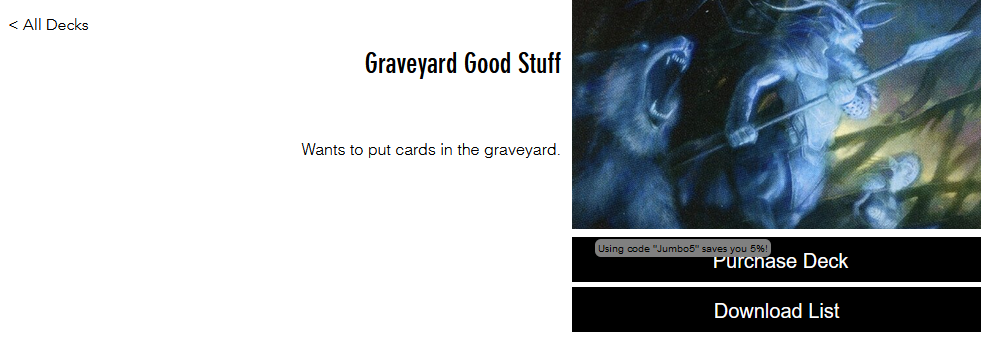 < All Decks
Graveyard Good Stuff
Wants to put cards in the graveyard.
Using code "Jumbo5" saves you 5%!
Purchase Deck
Download List